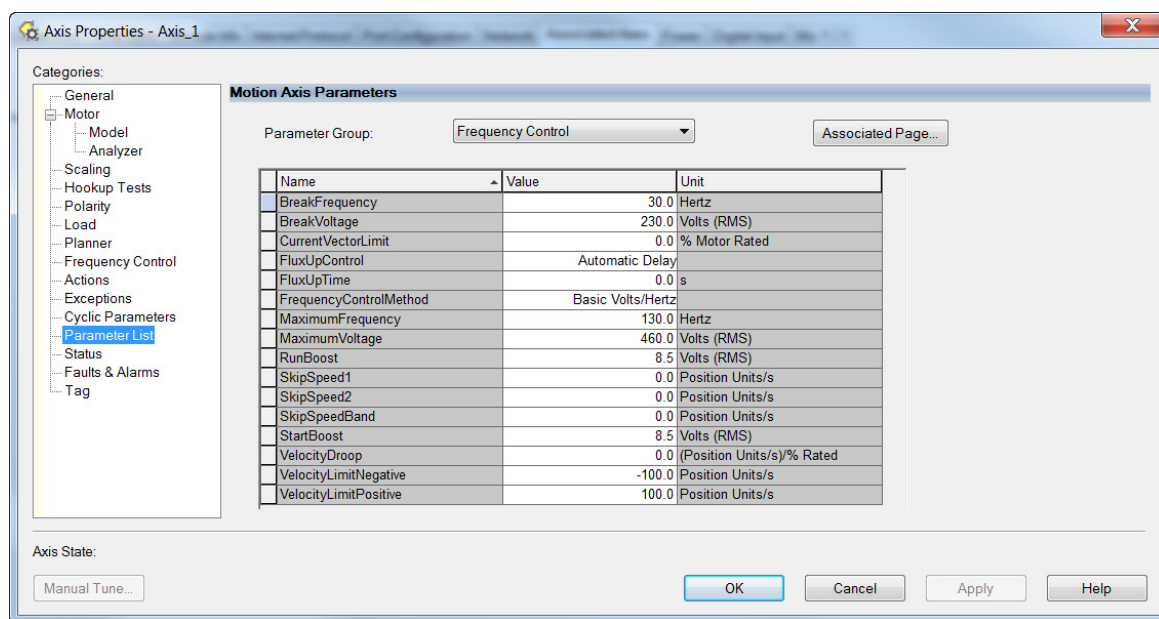 Axis Properties - Axis_1
Categories:
General
Motor
Model
Analyzer
Scaling
Hookup Tests
Polarity
Load
Planner
Frequency Control
Actions
Exceptions
Cyclic Parameters
Parameter List
Status
Faults & Alarms
Tag
Motion Axis Parameters
Parameter Group: Frequency Control Associated Page...
Name Value Unit
BreakFrequency 30.0 Hertz
BreakVoltage 230.0 Volts (RMS)
CurrentVectorLimit 0.0 % Motor Rated
FluxUpControl Automatic Delay
FluxUpTime 0.0 s
FrequencyControlMethod Basic Volts/Hertz
MaximumFrequency 130.0 Hertz
MaximumVoltage 460.0 Volts (RMS)
RunBoost 8.5 Volts (RMS)
SkipSpeed1 0.0 Position Units/s
SkipSpeed2 0.0 Position Units/s
SkipSpeedBand 0.0 Position Units/s
StartBoost 8.5 Volts (RMS)
VelocityDroop 0.0 (Position Units/s)/% Rated
VelocityLimitNegative -100.0 Position Units/s
VelocityLimitPositive 100.0 Position Units/s
Axis State:
Manual Tune... OK Cancel Apply Help